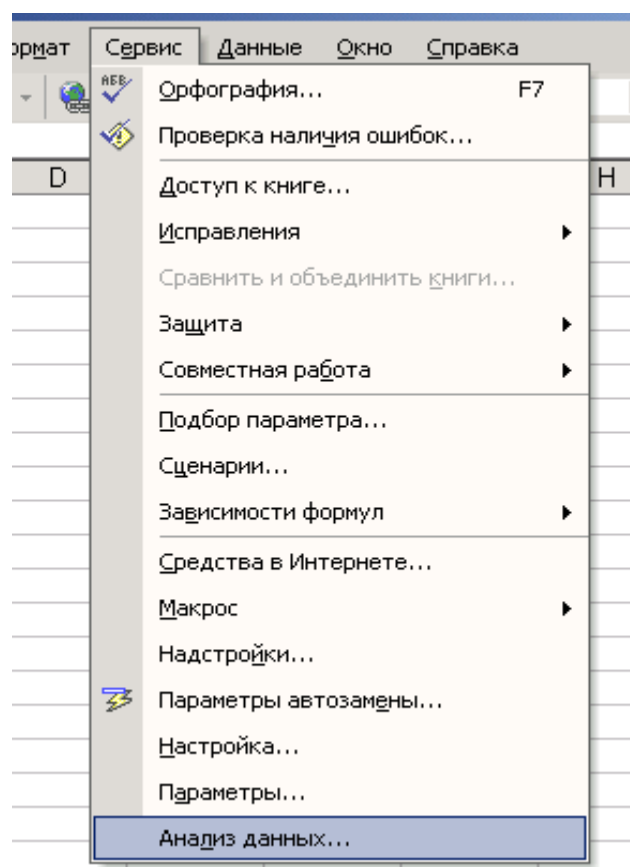 ормат Сервис Данные Окно Справка
АБВ Орфография... F7
Проверка наличия ошибок...
D H
Доступ к книге...
Исправления
Сравнить и объединить книги...
Защита
Совместная работа
Подбор параметра...
Сценарии...
Зависимости формул
Средства в Интернете...
Макрос
Надстройки...
Параметры автозамены...
Настройка...
Параметры...
Анализ данных...